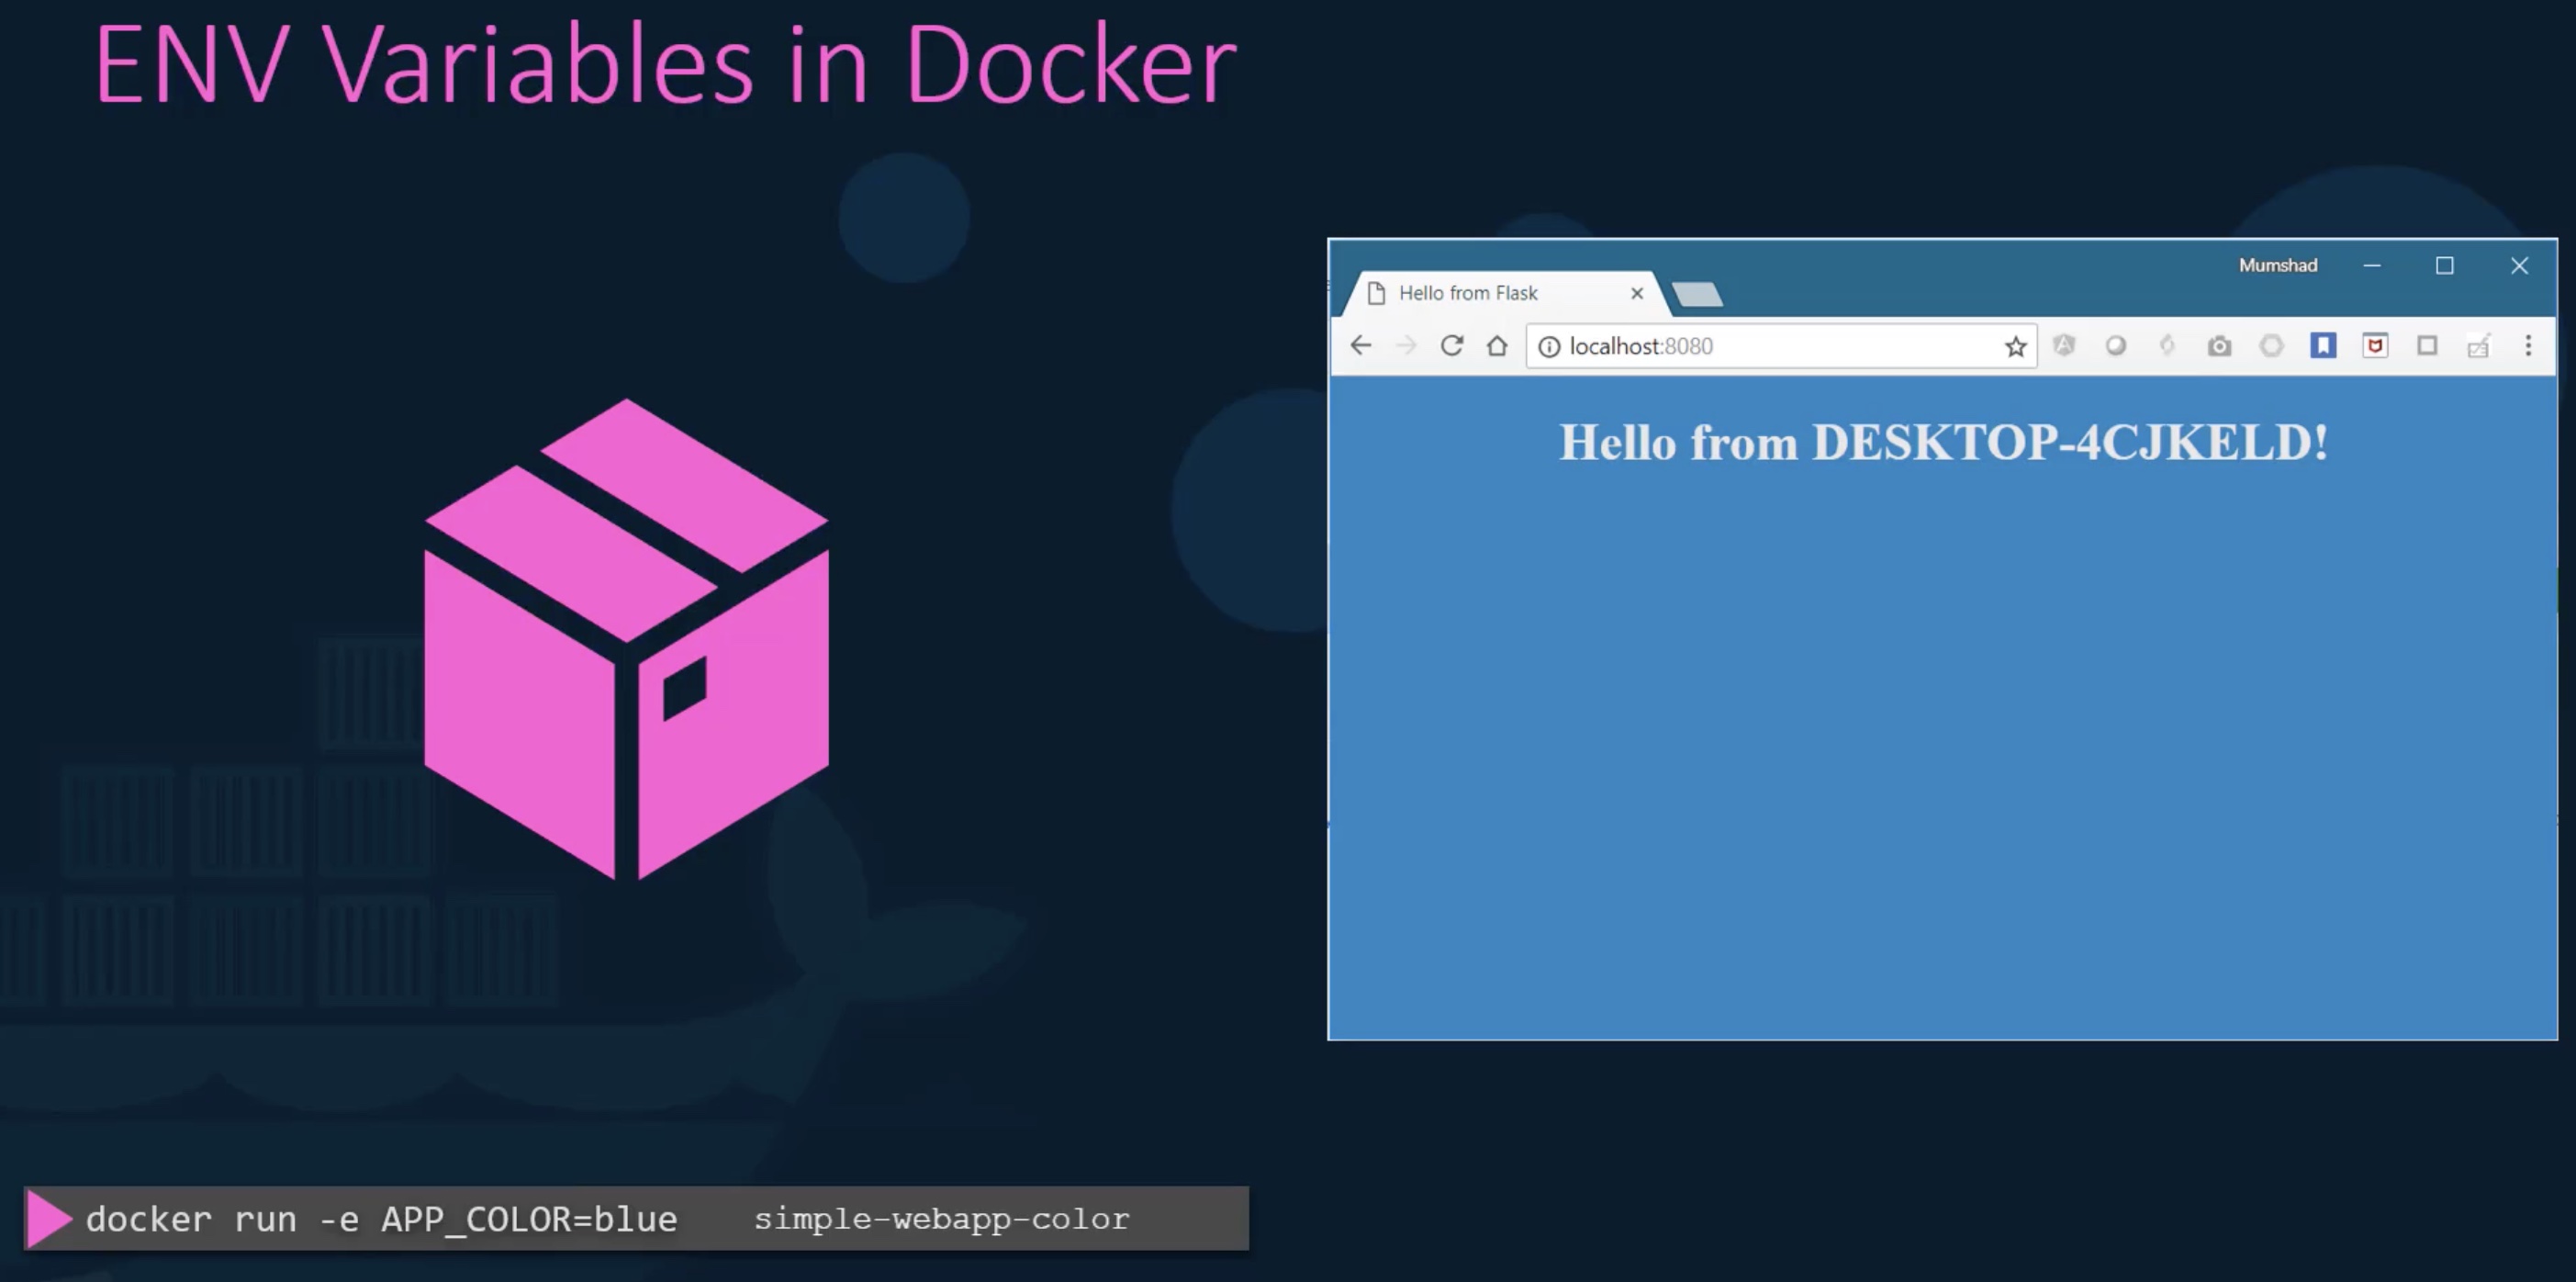 ENV Variables in Docker
Mumshad
Hello from Flask
localhost:8080
Hello from DESKTOP-4CJKELD!
docker run -e APP_COLOR=blue simple-webapp-color